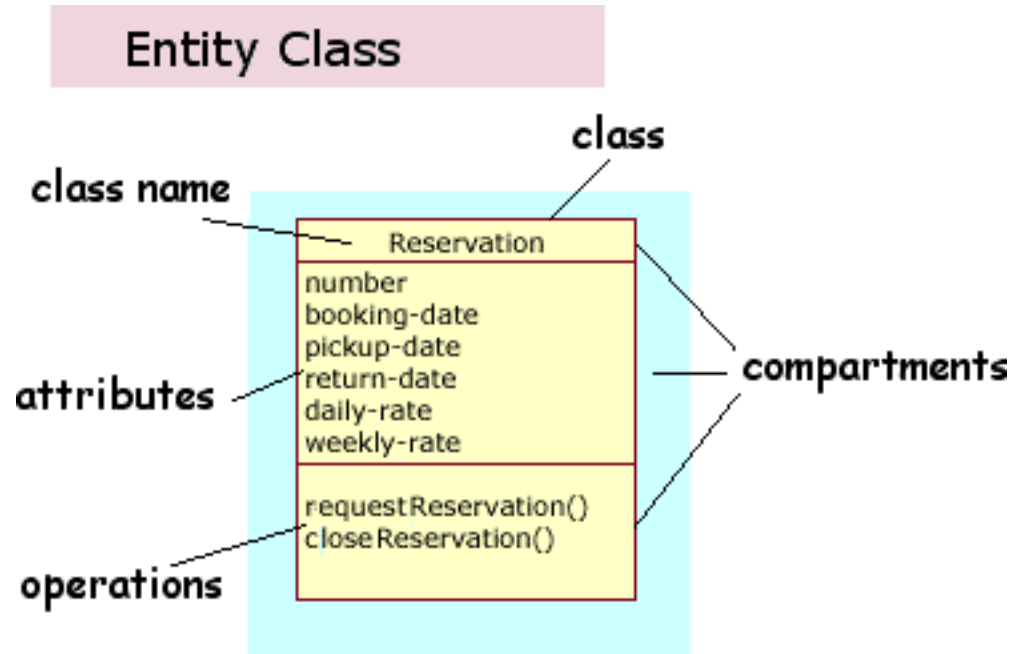 Entity Class
class
class name
Reservation
number
booking-date
pickup-date
return-date
daily-rate
weekly-rate
attributes
compartments
requestReservation()
closeReservation()
operations